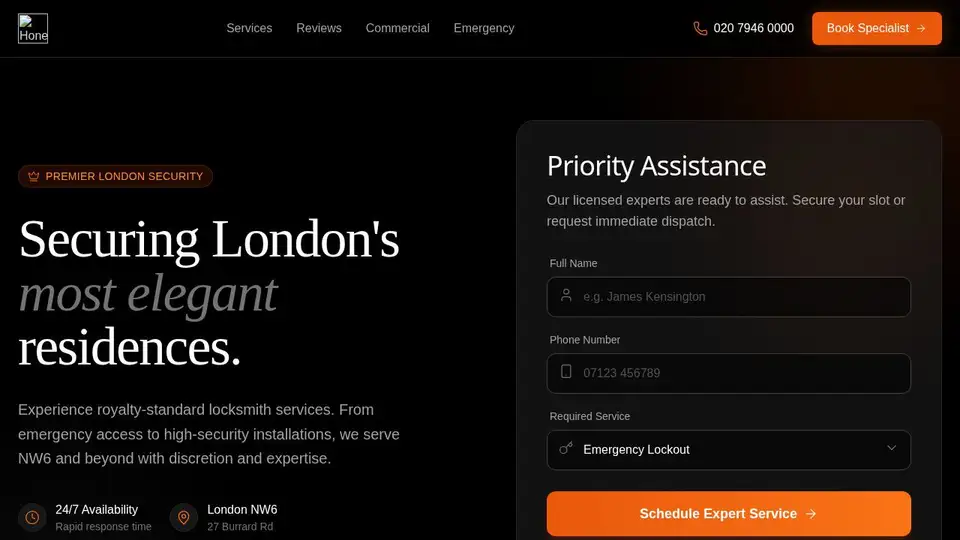 Hone
Services
Reviews
Commercial
Emergency
020 7946 0000
Book Specialist
PREMIER LONDON SECURITY
Securing London's
most elegant
residences.
Experience royalty-standard locksmith services. From
emergency access to high-security installations, we serve
NW6 and beyond with discretion and expertise.
24/7 Availability
Rapid response time
London NW6
27 Burrard Rd
Priority Assistance
Our licensed experts are ready to assist. Secure your slot or
request immediate dispatch.
Full Name
e.g. James Kensington
Phone Number
07123 456789
Required Service
Emergency Lockout
Schedule Expert Service